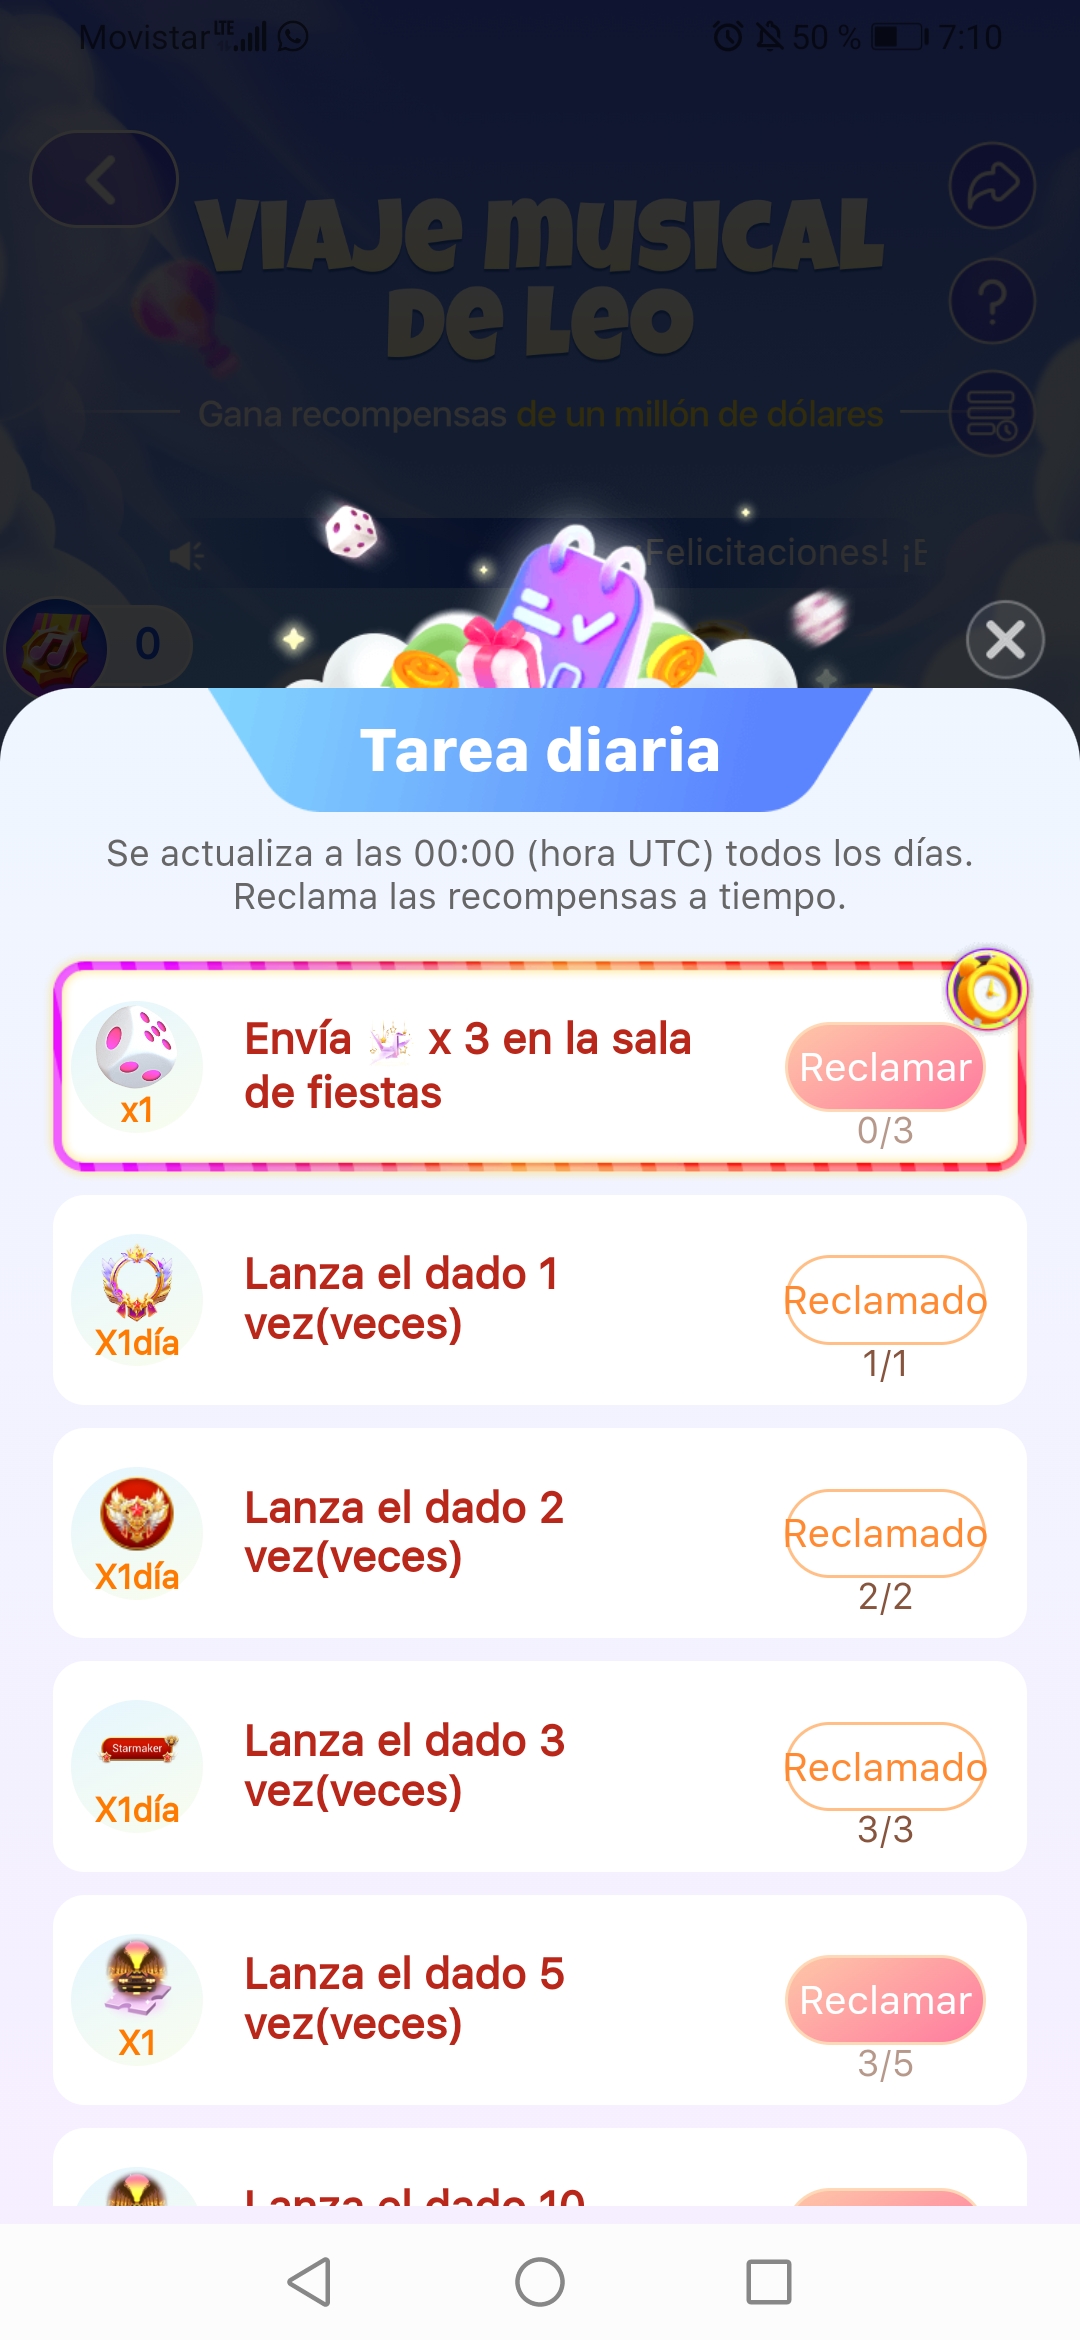 Movistar LTE 50 % 7:10
VIAJE MUSICAL
DE LEO
Gana recompensas de un millón de dólares
¡Felicitaciones! ¡E
0
Tarea diaria
Se actualiza a las 00:00 (hora UTC) todos los días.
Reclama las recompensas a tiempo.
Envía x 3 en la sala
de fiestas
x1
Reclamar
0/3
Lanza el dado 1
vez(veces)
X1día
Reclamado
1/1
Lanza el dado 2
vez(veces)
X1día
Reclamado
2/2
Starmaker
Lanza el dado 3
vez(veces)
X1día
Reclamado
3/3
Lanza el dado 5
vez(veces)
X1
Reclamar
3/5
Lanza el dado 10